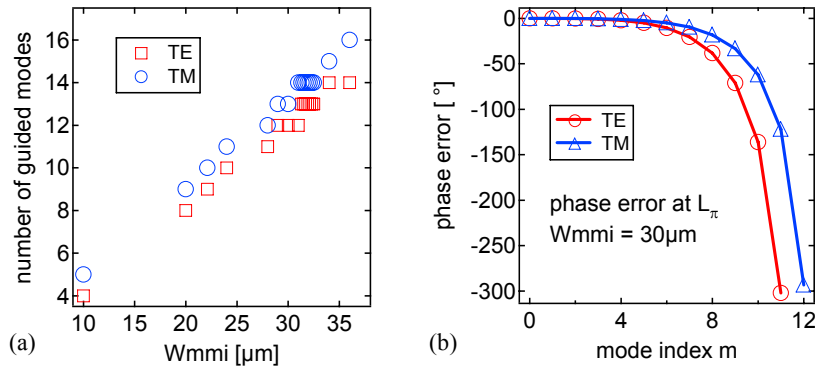 16
14
12
10
8
6
4
number of guided modes
TE
TM
10
15
20
25
30
35
Wmmi [µm]
(a)
0
-50
-100
-150
-200
-250
-300
phase error [ °]
TE
TM
phase error at Lπ
Wmmi = 30µm
0
4
8
12
mode index m
(b)